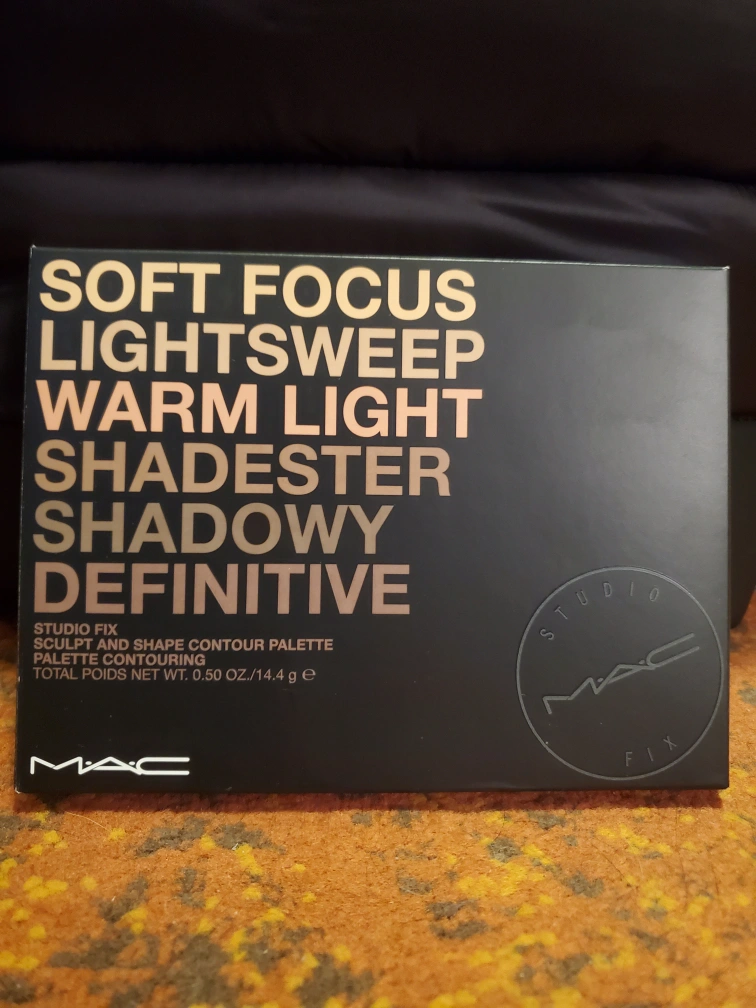 SOFT FOCUS
LIGHTSWEEP
WARM LIGHT
SHADESTER
SHADOWY
DEFINITIVE
STUDIO FIX
SCULPT AND SHAPE CONTOUR PALETTE
PALETTE CONTOURING
TOTAL POIDS NET WT. 0.50 OZ./14.4 g ℮
M·A·C
STUDIO
M·A·C
FIX